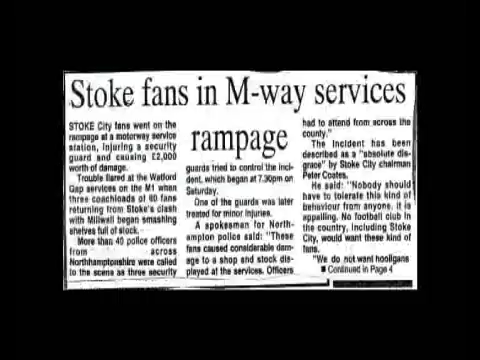 Stoke fans in M-way services
rampage
STOKE City fans went on the
rampage at a motorway service
station, injuring a security
guard and causing £2,000
worth of damage.
Trouble flared at the Watford
Gap services on the M1 when
three coachloads of 60 fans
returning from Stoke's clash
with Millwall began smashing
shelves full of stock.
More than 40 police officers
from across
Northhamptonshire were called
to the scene as three security
guards tried to control the inci-
dent, which began at 7.30pm on
Saturday.
One of the guards was later
treated for minor injuries.
A spokesman for North-
ampton police said: "These
fans caused considerable dam-
age to a shop and stock dis-
played at the services. Officers
had to attend from across the
county."
The incident has been
described as a "absolute dis-
grace" by Stoke City chairman
Peter Coates.
He said: "Nobody should
have to tolerate this kind of
behaviour from anyone. It is
appalling. No football club in
the country, including Stoke
City, would want these kind of
fans.
"We do not want hooligans
■ Continued in Page 4